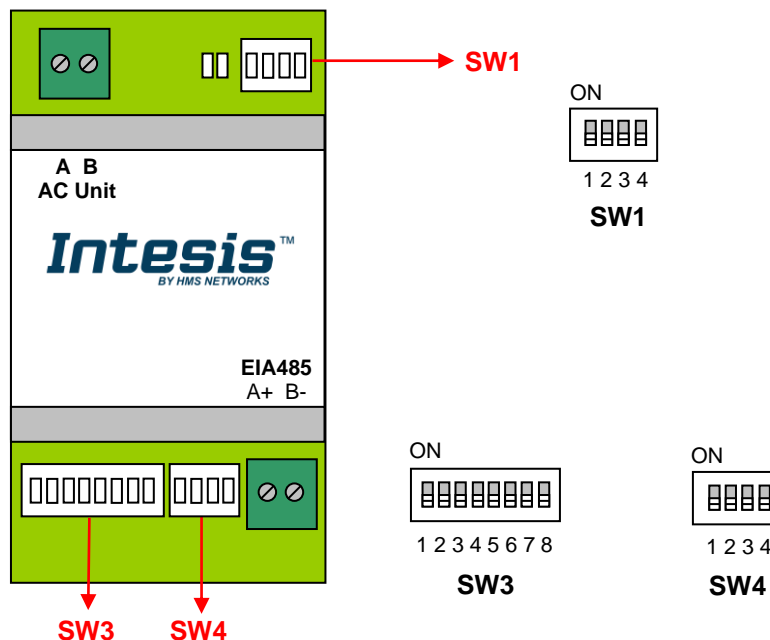 SW1
ON
1 2 3 4
SW1
A B
AC Unit
Intesis™
BY HMS NETWORKS
EIA485
A+ B-
ON
1 2 3 4 5 6 7 8
SW3
ON
1 2 3 4
SW4
SW3
SW4